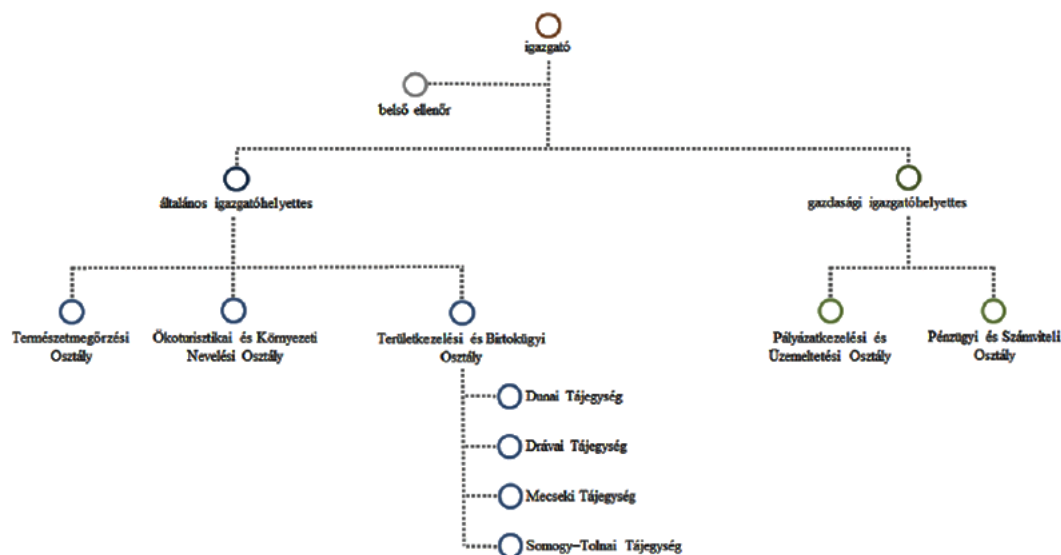 igazgató
belső ellenőr
általános igazgatóhelyettes
gazdasági igazgatóhelyettes
Természetmegőrzési
Osztály
Ökoturisztikai és Környezeti
Nevelési Osztály
Területkezelési és Birtokügyi
Osztály
Pályázatkezelési és
Üzemeltetési Osztály
Pénzügyi és Számviteli
Osztály
Dunai Tájegység
Drávai Tájegység
Mecseki Tájegység
Somogy–Tolnai Tájegység